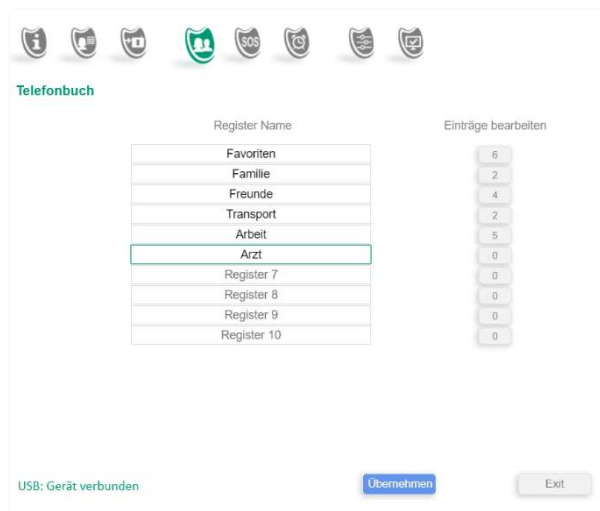 i SOS
Telefonbuch
Register Name Einträge bearbeiten
Favoriten 6
Familie 2
Freunde 4
Transport 2
Arbeit 5
Arzt 0
Register 7 0
Register 8 0
Register 9 0
Register 10 0
USB: Gerät verbunden Übernehmen Exit